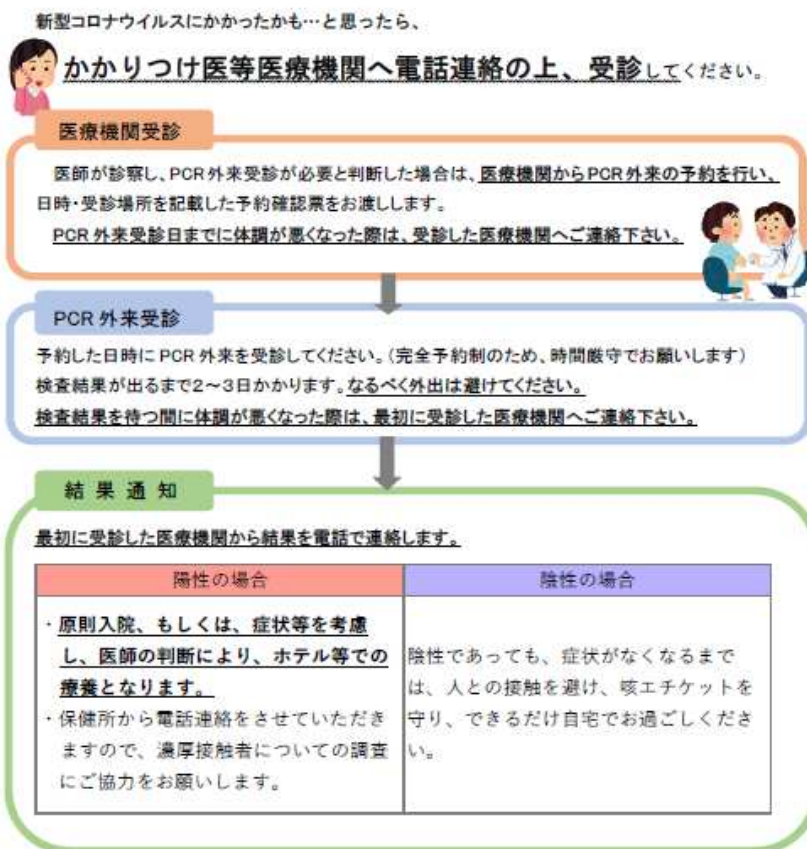 新型コロナウイルスにかかったかも…と思ったら、
かかりつけ医等医療機関へ電話連絡の上、受診してください。
医療機関受診
医師が診察し、PCR外来受診が必要と判断した場合は、医療機関からPCR外来の予約を行い、
日時・受診場所を記載した予約確認票をお渡しします。
PCR外来受診日までに体調が悪くなった際は、受診した医療機関へご連絡下さい。
PCR外来受診
予約した日時にPCR外来を受診してください。(完全予約制のため、時間厳守でお願いします)
検査結果が出るまで2~3日かかります。なるべく外出は避けてください。
検査結果を待つ間に体調が悪くなった際は、最初に受診した医療機関へご連絡下さい。
結果通知
最初に受診した医療機関から結果を電話で連絡します。
陽性の場合
・原則入院、もしくは、症状等を考慮
し、医師の判断により、ホテル等での
療養となります。
・保健所から電話連絡をさせていただき
ますので、濃厚接触者についての調査
にご協力をお願いします。
陰性の場合
陰性であっても、症状がなくなるまで
は、人との接触を避け、咳エチケットを
守り、できるだけ自宅でお過ごしくださ
い。